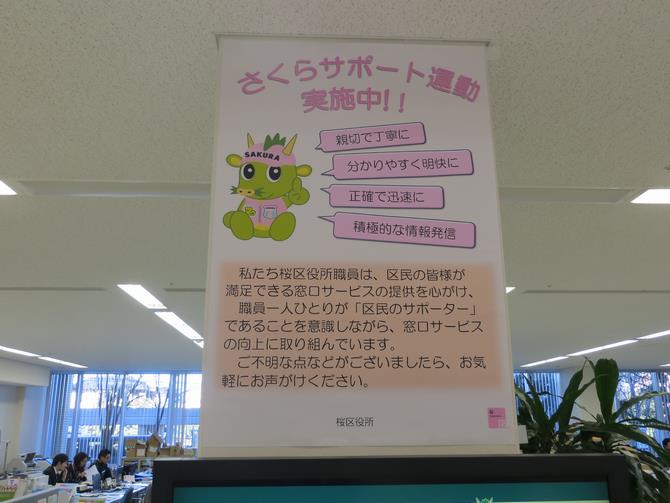 さくらサポート運動
実施中!!
SAKURA
親切で丁寧に
分かりやすく明快に
正確で迅速に
積極的な情報発信
私たち桜区役所職員は、区民の皆様が
満足できる窓口サービスの提供を心がけ、
職員一人ひとりが「区民のサポーター」
であることを意識しながら、窓口サービス
の向上に取り組んでいます。
ご不明な点などがございましたら、お気
軽にお声がけください。
桜区役所